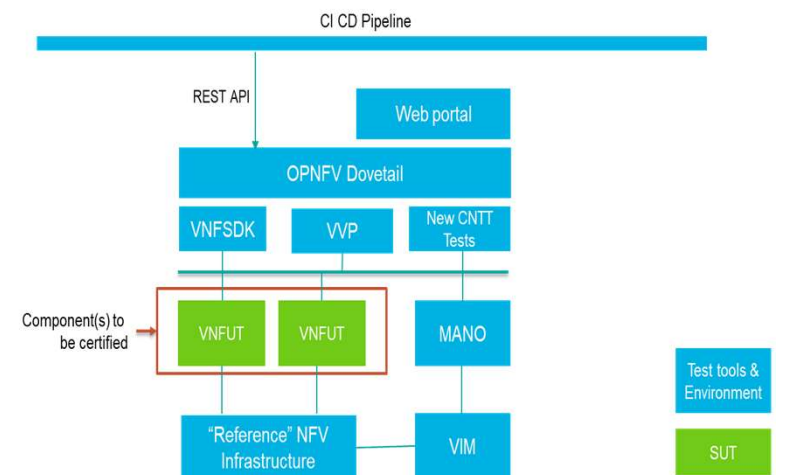 CI CD Pipeline
REST API
Web portal
OPNFV Dovetail
VNFSDK
VVP
New CNTT
Tests
Component(s) to
be certified
VNFUT
VNFUT
MANO
Test tools &
Environment
"Reference" NFV
Infrastructure
VIM
SUT